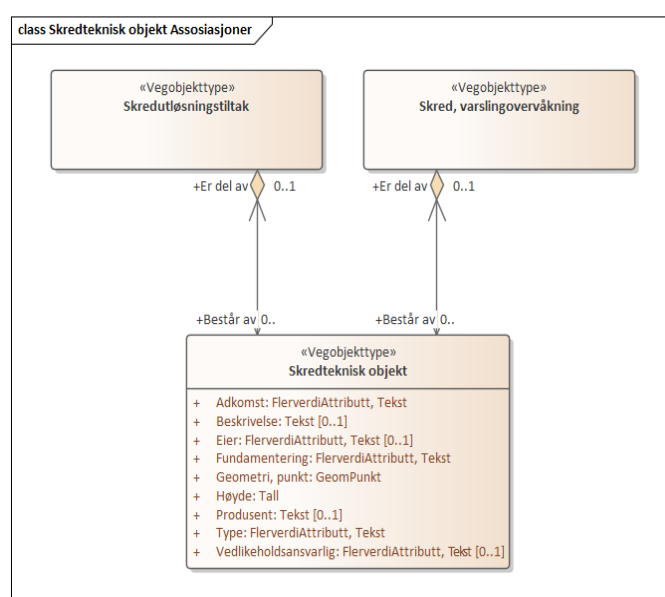 class Skredteknisk objekt Assosiasjoner
«Vegobjekttype»
Skredutløsningstiltak
«Vegobjekttype»
Skred, varslingovervåkning
+Er del av 0..1
+Er del av 0..1
+Består av 0..
+Består av 0..
«Vegobjekttype»
Skredteknisk objekt
+ Adkomst: FlerverdiAttributt, Tekst
+ Beskrivelse: Tekst [0..1]
+ Eier: FlerverdiAttributt, Tekst [0..1]
+ Fundamentering: FlerverdiAttributt, Tekst
+ Geometri, punkt: GeomPunkt
+ Høyde: Tall
+ Produsent: Tekst [0..1]
+ Type: FlerverdiAttributt, Tekst
+ Vedlikeholdsansvarlig: FlerverdiAttributt, Tekst [0..1]